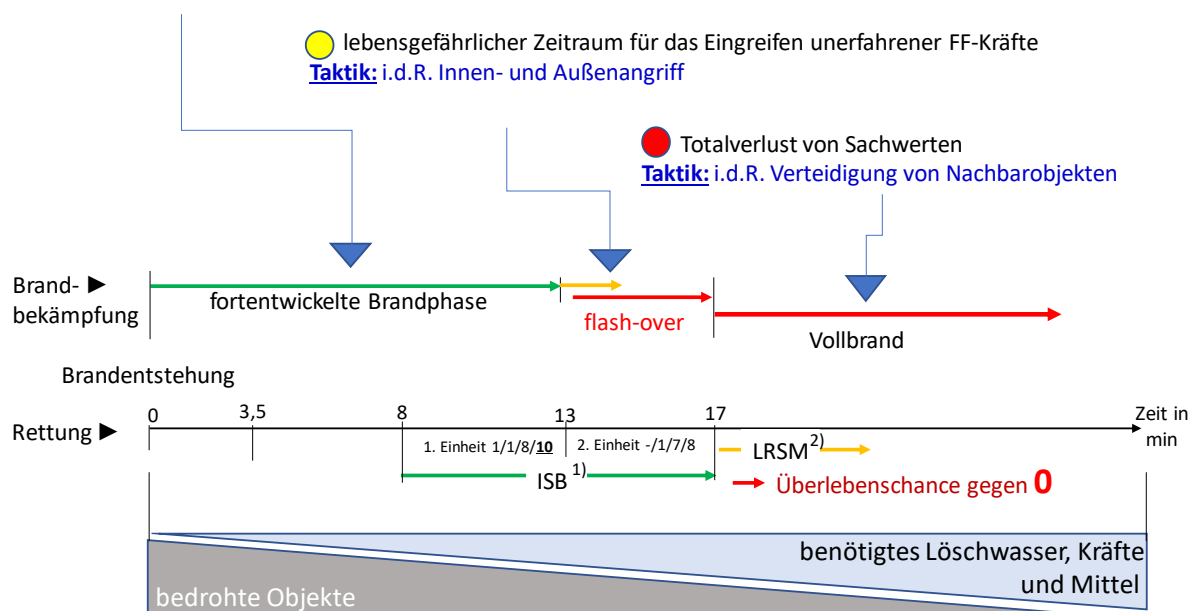 lebensgefährlicher Zeitraum für das Eingreifen unerfahrener FF-Kräfte
Taktik: i.d.R. Innen- und Außenangriff
Totalverlust von Sachwerten
Taktik: i.d.R. Verteidigung von Nachbarobjekten
Brand- ►
bekämpfung
fortentwickelte Brandphase
flash-over
Vollbrand
Brandentstehung
0
3,5
8
13
17
Zeit in
min
Rettung ►
1. Einheit 1/1/8/10
2. Einheit -/1/7/8
LRSM2)
ISB 1)
Überlebenschance gegen 0
benötigtes Löschwasser, Kräfte
und Mittel
bedrohte Objekte